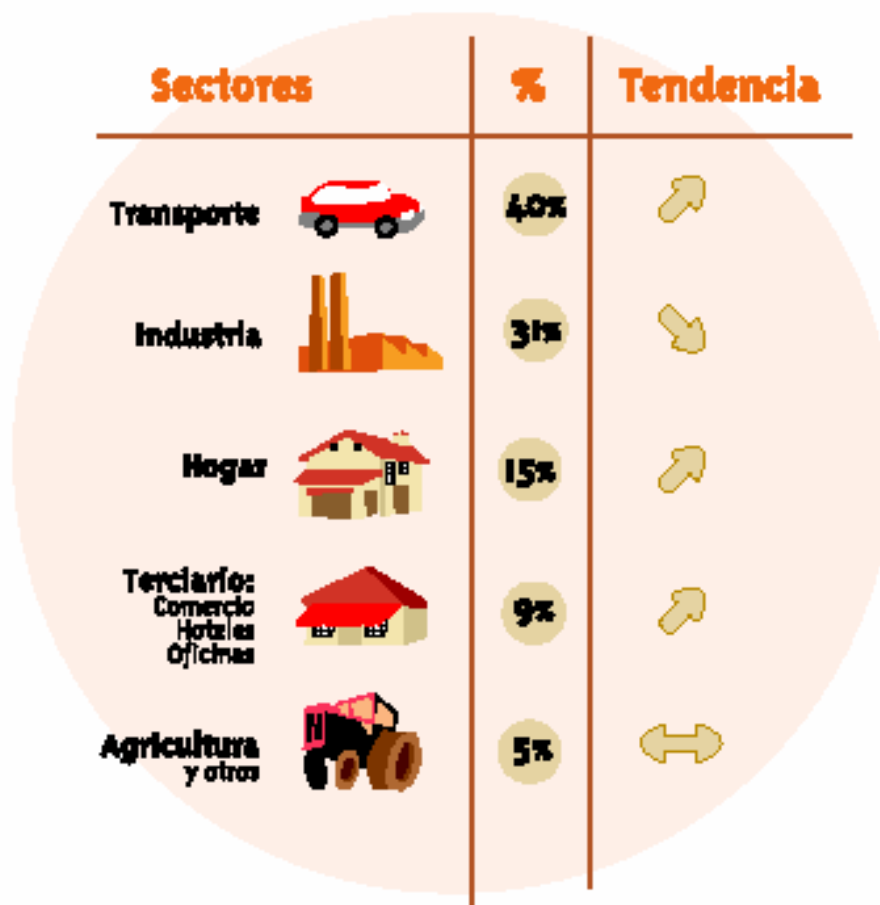 Sectores % Tendencia
Transporte 40%
Industria 31%
Hogar 15%
Terciario:
Comercio
Hoteles
Oficinas
9%
Agricultura
y otros
5%